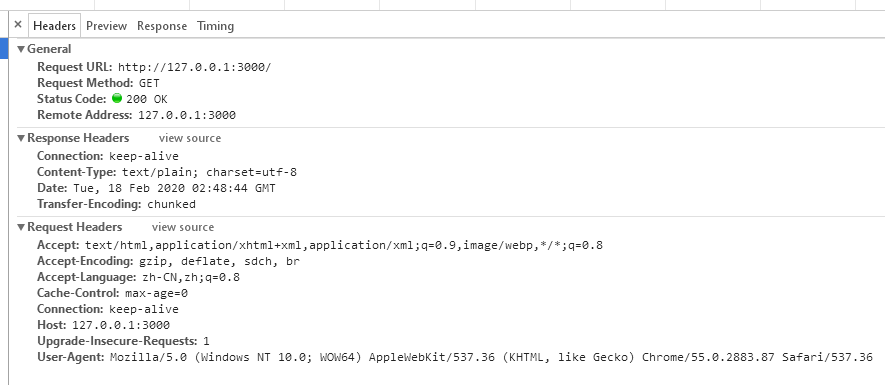 × Headers Preview Response Timing
▼General
Request URL: http://127.0.0.1:3000/
Request Method: GET
Status Code: 200 OK
Remote Address: 127.0.0.1:3000
▼Response Headers view source
Connection: keep-alive
Content-Type: text/plain; charset=utf-8
Date: Tue, 18 Feb 2020 02:48:44 GMT
Transfer-Encoding: chunked
▼Request Headers view source
Accept: text/html,application/xhtml+xml,application/xml;q=0.9,image/webp,*/*;q=0.8
Accept-Encoding: gzip, deflate, sdch, br
Accept-Language: zh-CN,zh;q=0.8
Cache-Control: max-age=0
Connection: keep-alive
Host: 127.0.0.1:3000
Upgrade-Insecure-Requests: 1
User-Agent: Mozilla/5.0 (Windows NT 10.0; WOW64) AppleWebKit/537.36 (KHTML, like Gecko) Chrome/55.0.2883.87 Safari/537.36